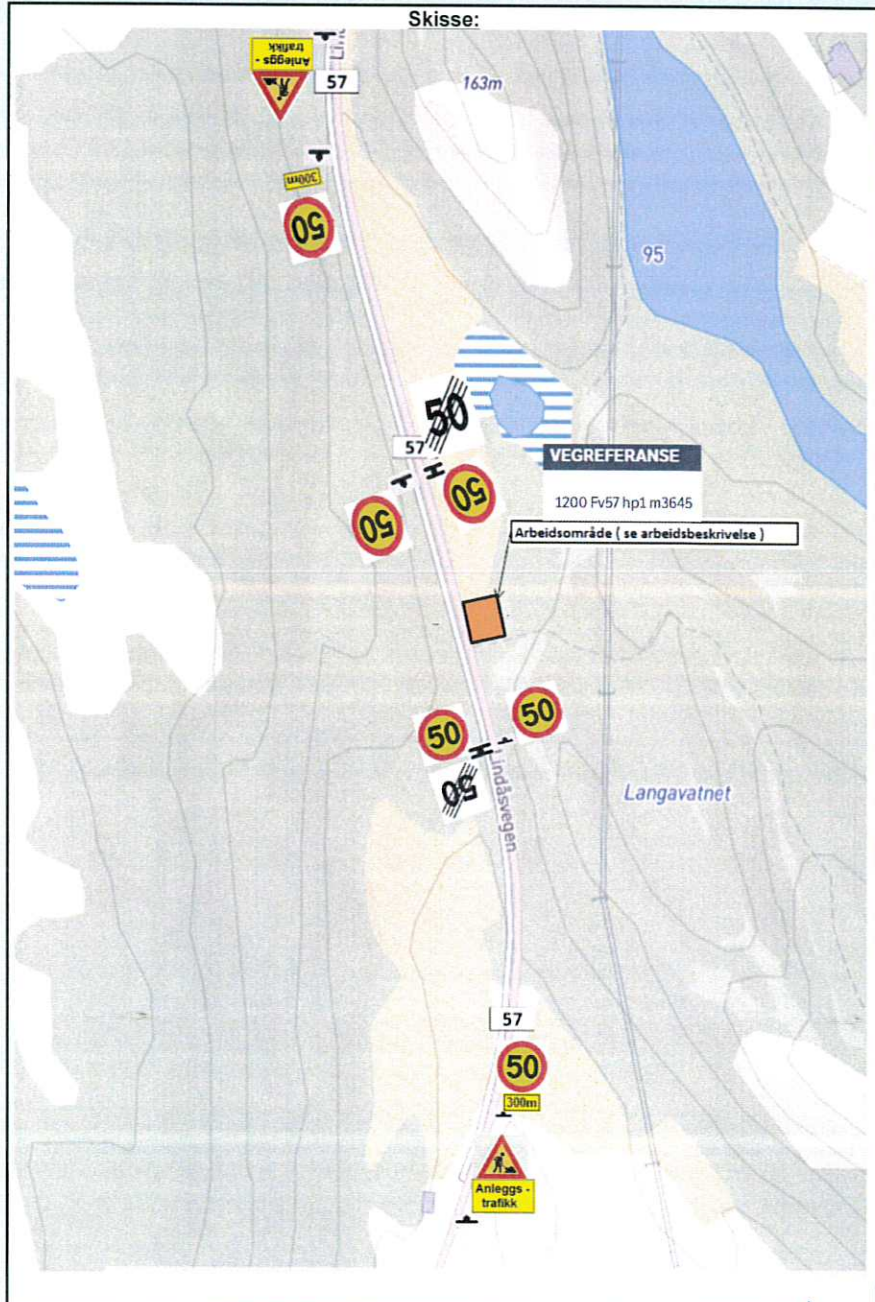 Skisse:
Anleggs -
trafikk
57
163m
300m
50
95
50
57
50
50
VEGREFERANSE
1200 Fv57 hp1 m3645
Arbeidsområde ( se arbeidsbeskrivelse )
50
50
50
Lindåsvegen
Langavatnet
57
50
300m
Anleggs -
trafikk